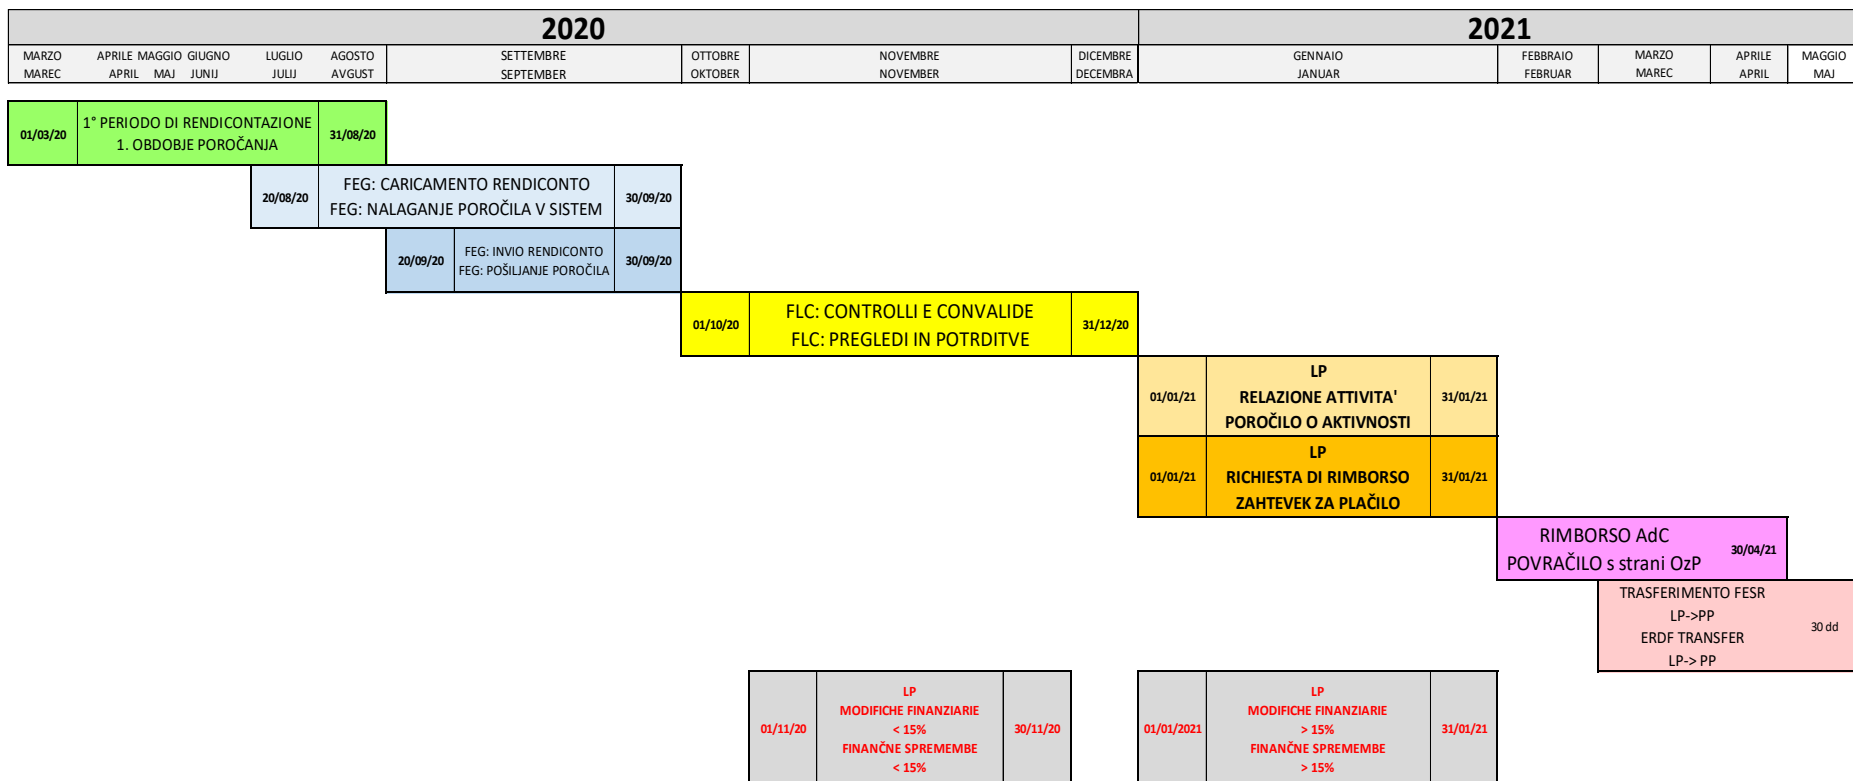 2020
2021
MARZO
MAREC
APRILE MAGGIO GIUGNO
APRIL MAJ JUNIJ
LUGLIO
JULIJ
AGOSTO
AVGUST
SETTEMBRE
SEPTEMBER
OTTOBRE
OKTOBER
NOVEMBRE
NOVEMBER
DICEMBRE
DECEMBRA
GENNAIO
JANUAR
FEBBRAIO
FEBRUAR
MARZO
MAREC
APRILE
APRIL
MAGGIO
MAJ
01/03/20
1° PERIODO DI RENDICONTAZIONE
1. OBDOBJE POROČANJA
31/08/20
20/08/20
FEG: CARICAMENTO RENDICONTO
FEG: NALAGANJE POROČILA V SISTEM
30/09/20
20/09/20
FEG: INVIO RENDICONTO
FEG: POŠILJANJE POROČILA
30/09/20
01/10/20
FLC: CONTROLLI E CONVALIDE
FLC: PREGLEDI IN POTRDITVE
31/12/20
01/01/21
LP
RELAZIONE ATTIVITA'
POROČILO O AKTIVNOSTI
31/01/21
01/01/21
LP
RICHIESTA DI RIMBORSO
ZAHTEVEK ZA PLAČILO
31/01/21
RIMBORSO AdC
POVRAČILO s strani OzP
30/04/21
TRASFERIMENTO FESR
LP->PP
ERDF TRANSFER
LP-> PP
30 dd
01/11/20
LP
MODIFICHE FINANZIARIE
< 15%
FINANČNE SPREMEMBE
< 15%
30/11/20
01/01/2021
LP
MODIFICHE FINANZIARIE
> 15%
FINANČNE SPREMEMBE
> 15%
31/01/21